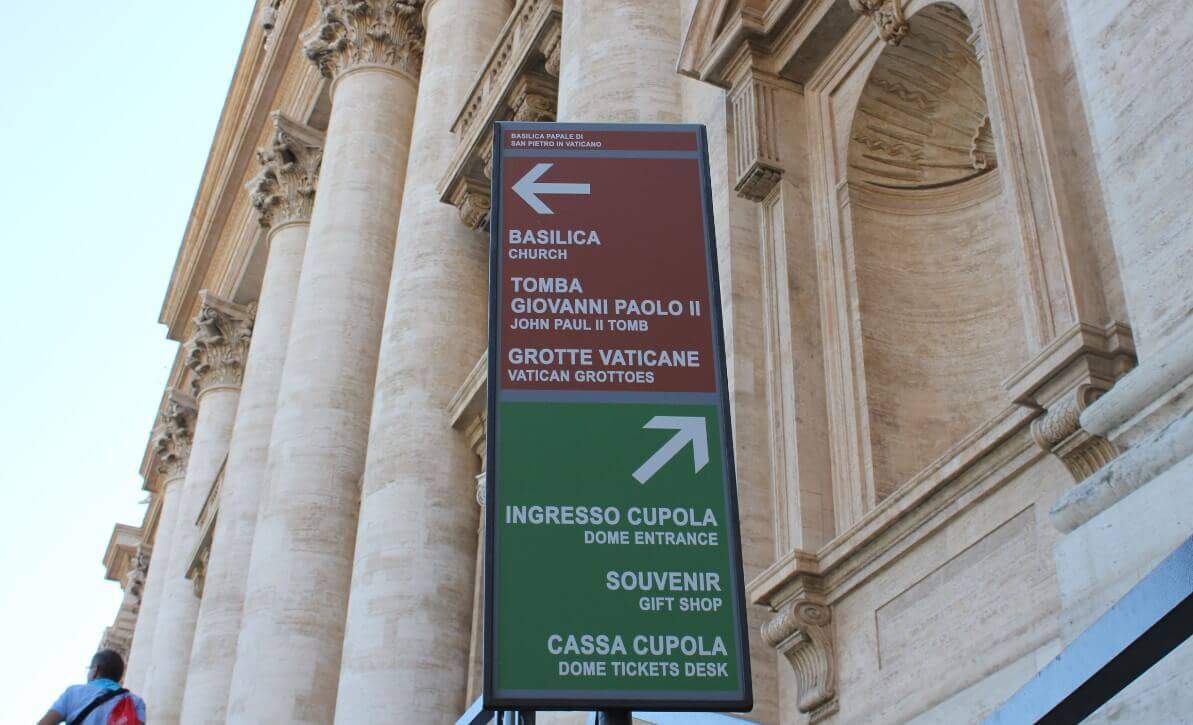 BASILICA PAPALE DI
SAN PIETRO IN VATICANO
BASILICA
CHURCH
TOMBA
GIOVANNI PAOLO II
JOHN PAUL II TOMB
GROTTE VATICANE
VATICAN GROTTOES
INGRESSO CUPOLA
DOME ENTRANCE
SOUVENIR
GIFT SHOP
CASSA CUPOLA
DOME TICKETS DESK